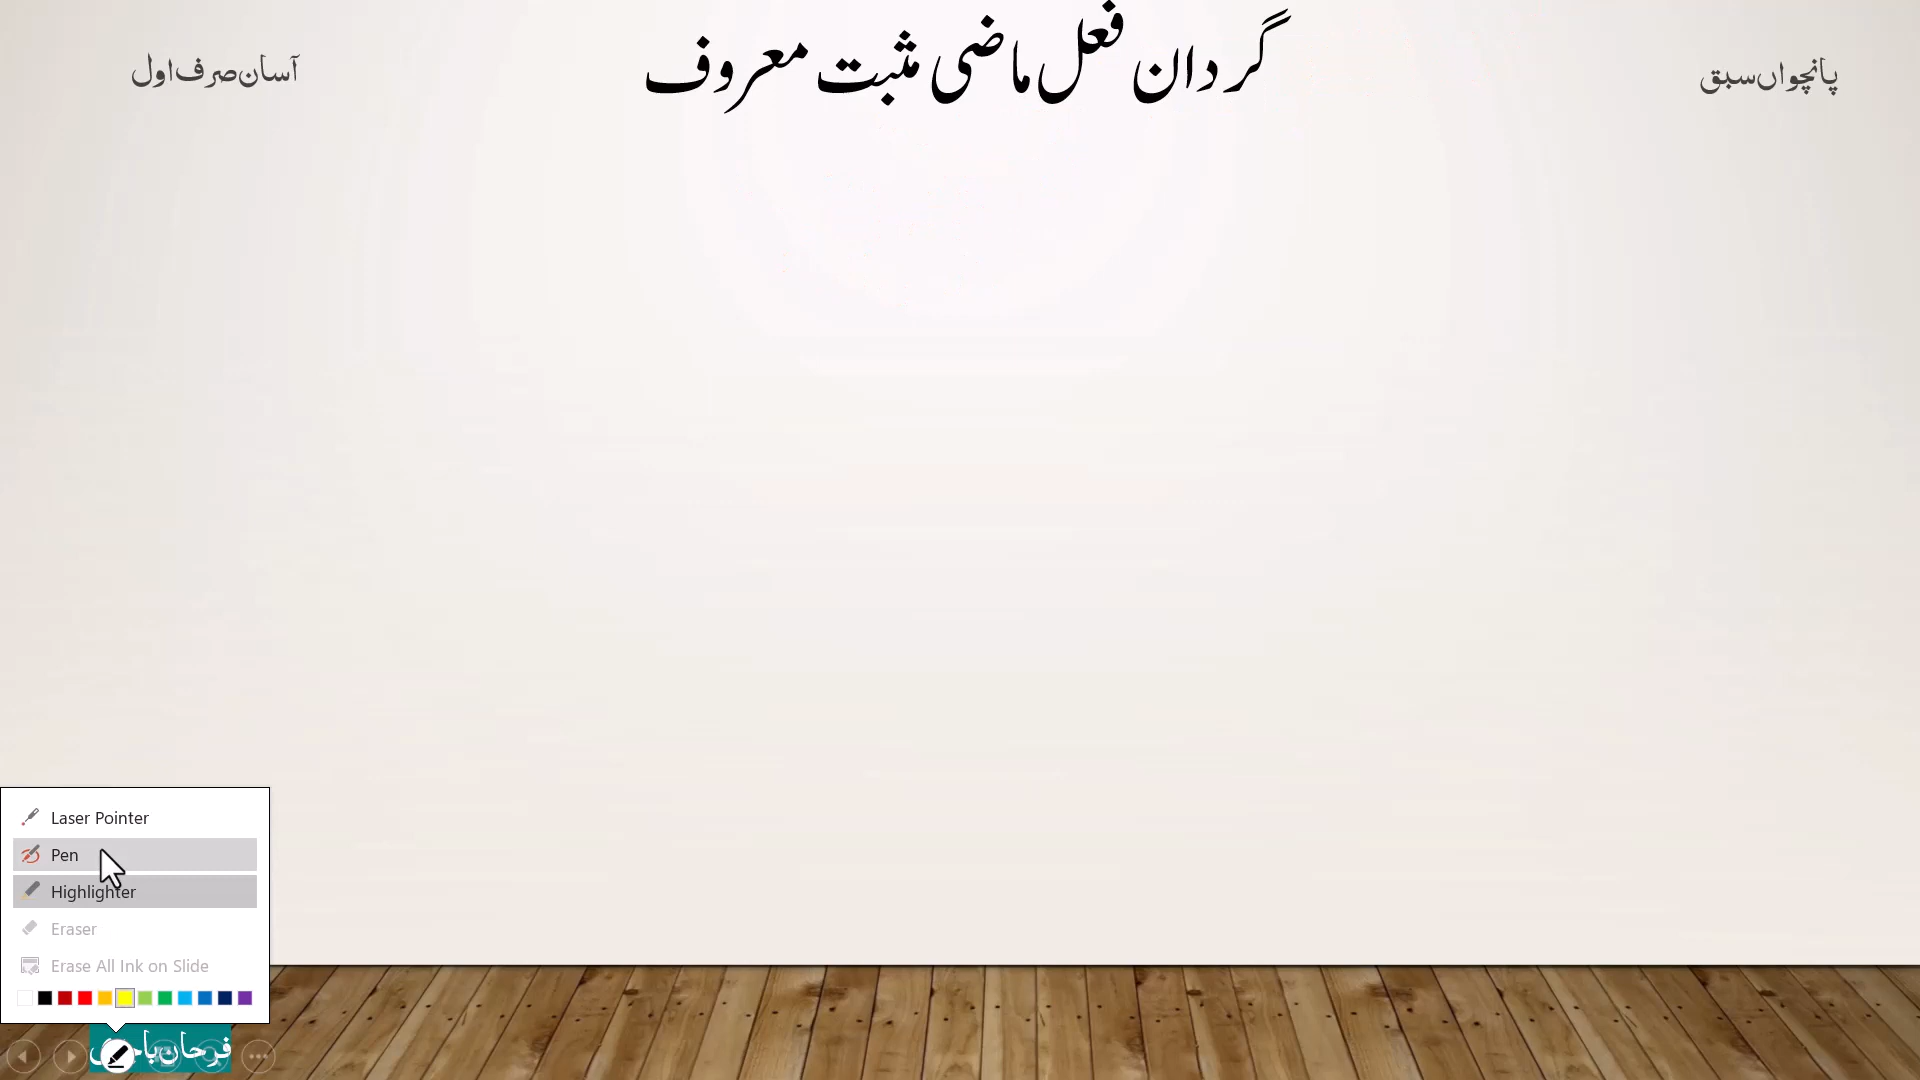 پانچواں سبق
گردان فعل ماضی مثبت معروف
آسان صرف اول
Laser Pointer
Pen
Highlighter
Eraser
Erase All Ink on Slide
فرحان